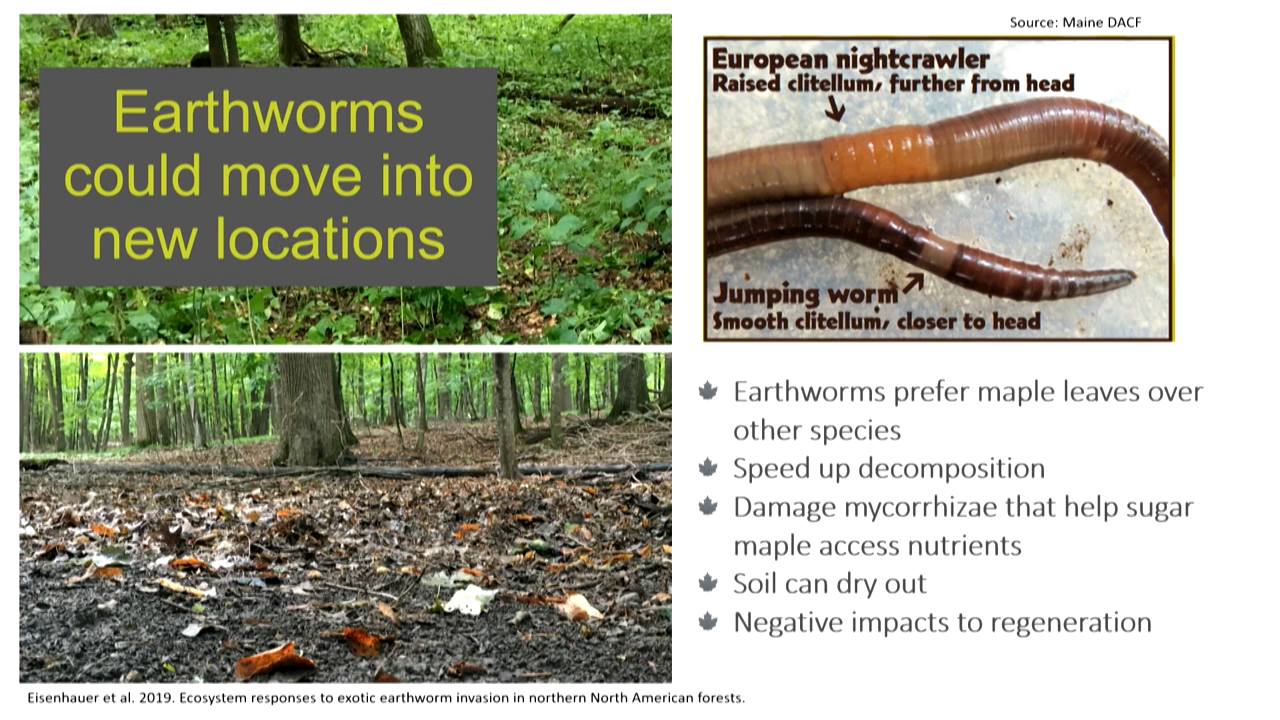 Earthworms
could move into
new locations
Source: Maine DACF
European nightcrawler
Raised clitellum, further from head
Jumping worm
Smooth clitellum, closer to head
Earthworms prefer maple leaves over
other species
Speed up decomposition
Damage mycorrhizae that help sugar
maple access nutrients
Soil can dry out
Negative impacts to regeneration
Eisenhauer et al. 2019. Ecosystem responses to exotic earthworm invasion in northern North American forests.